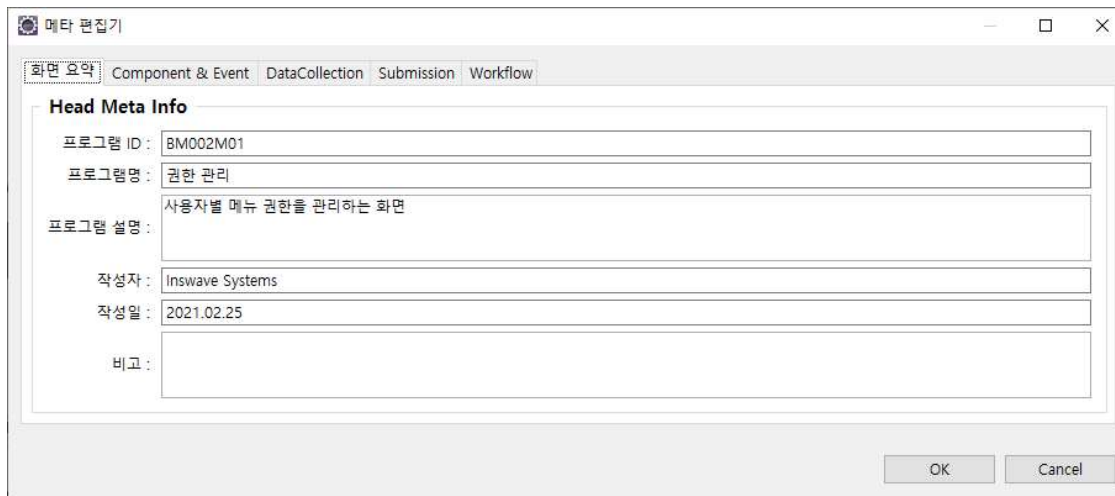 메타 편집기
화면 요약 Component & Event DataCollection Submission Workflow
Head Meta Info
프로그램 ID : BM002M01
프로그램명 : 권한 관리
프로그램 설명 : 사용자별 메뉴 권한을 관리하는 화면
작성자 : Inswave Systems
작성일 : 2021.02.25
비고 :
OK Cancel